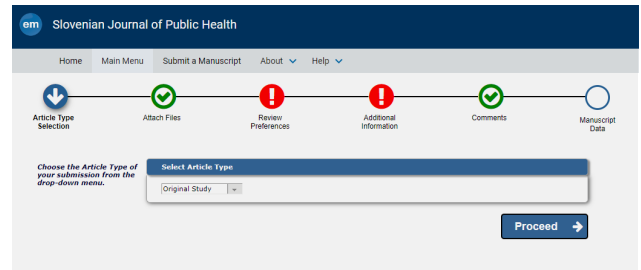 em Slovenian Journal of Public Health
Home Main Menu Submit a Manuscript About Help
Article Type
Selection
Attach Files
Review
Preferences
Additional
Information
Comments
Manuscript
Data
Choose the Article Type of
your submission from the
drop-down menu.
Select Article Type
Original Study
Proceed